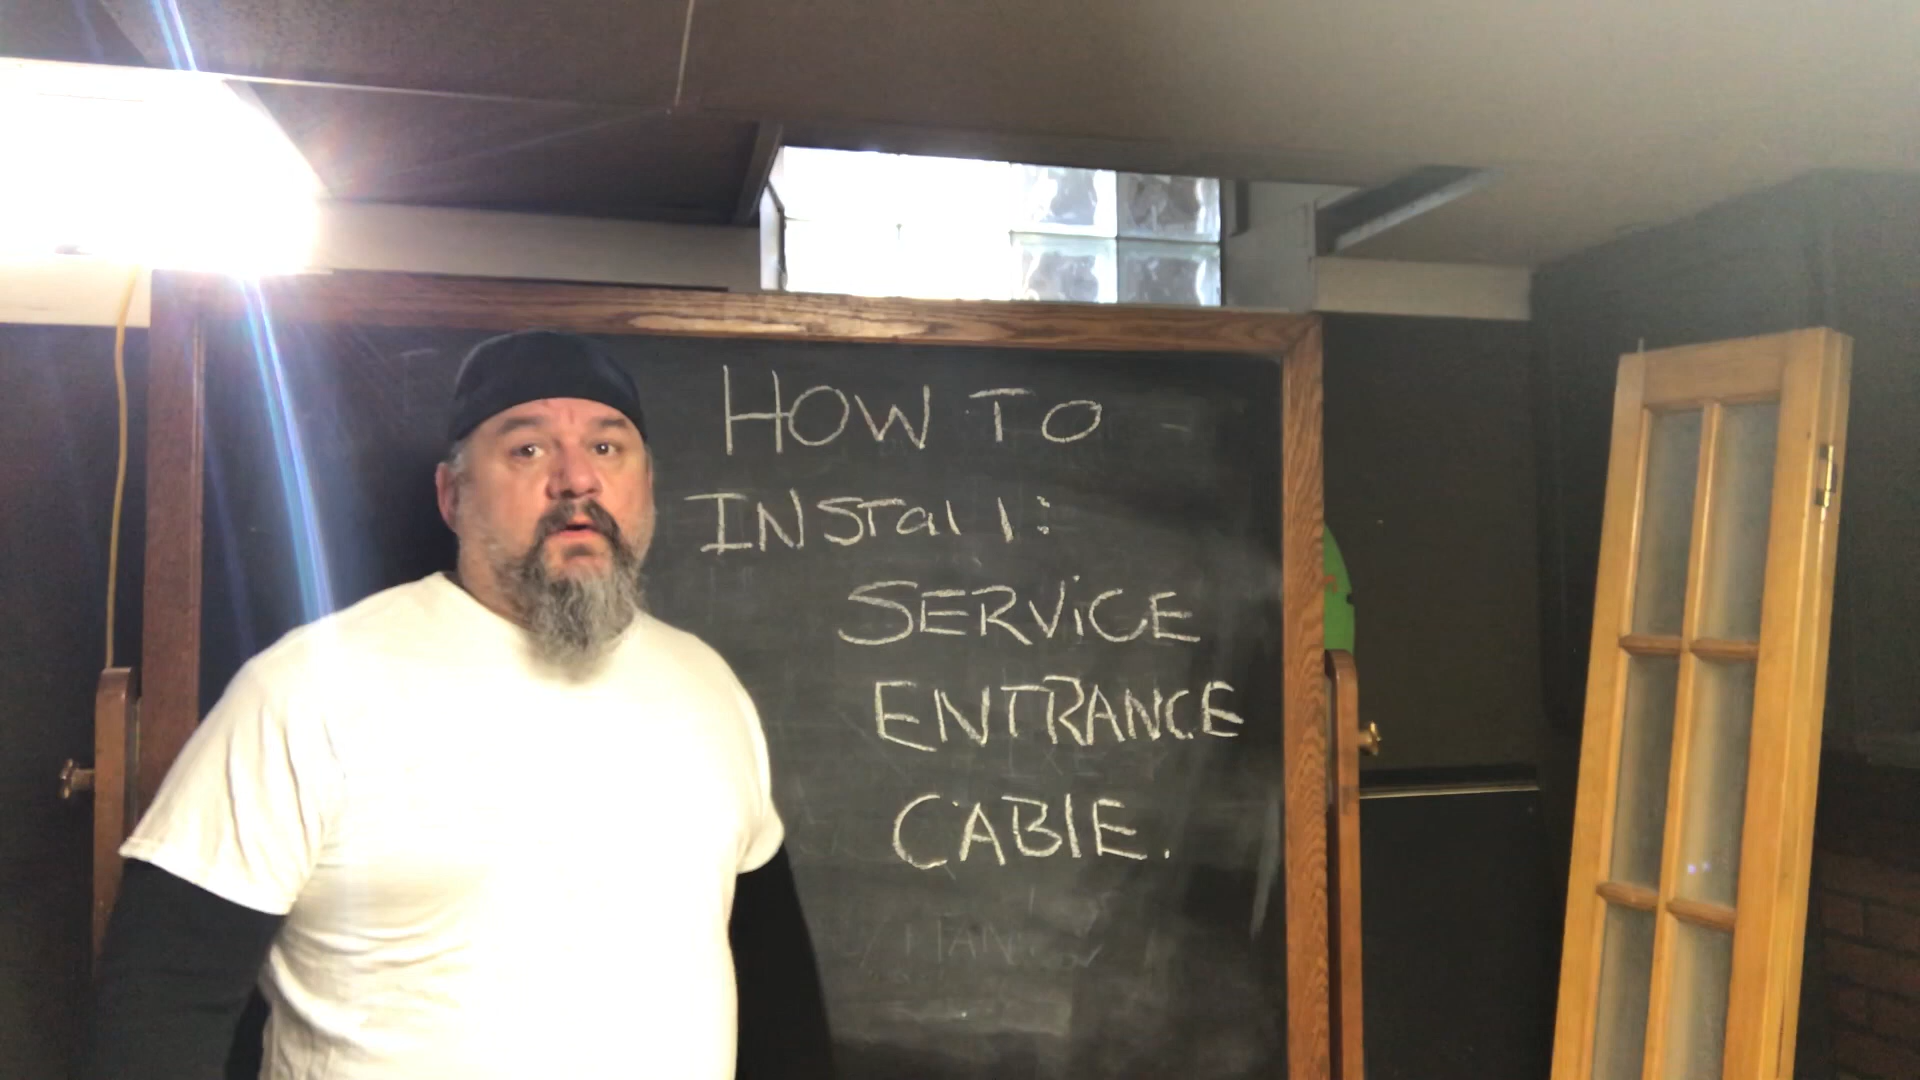 HOW TO
INStall:
SERViCE
ENTRANCE
CABlE.